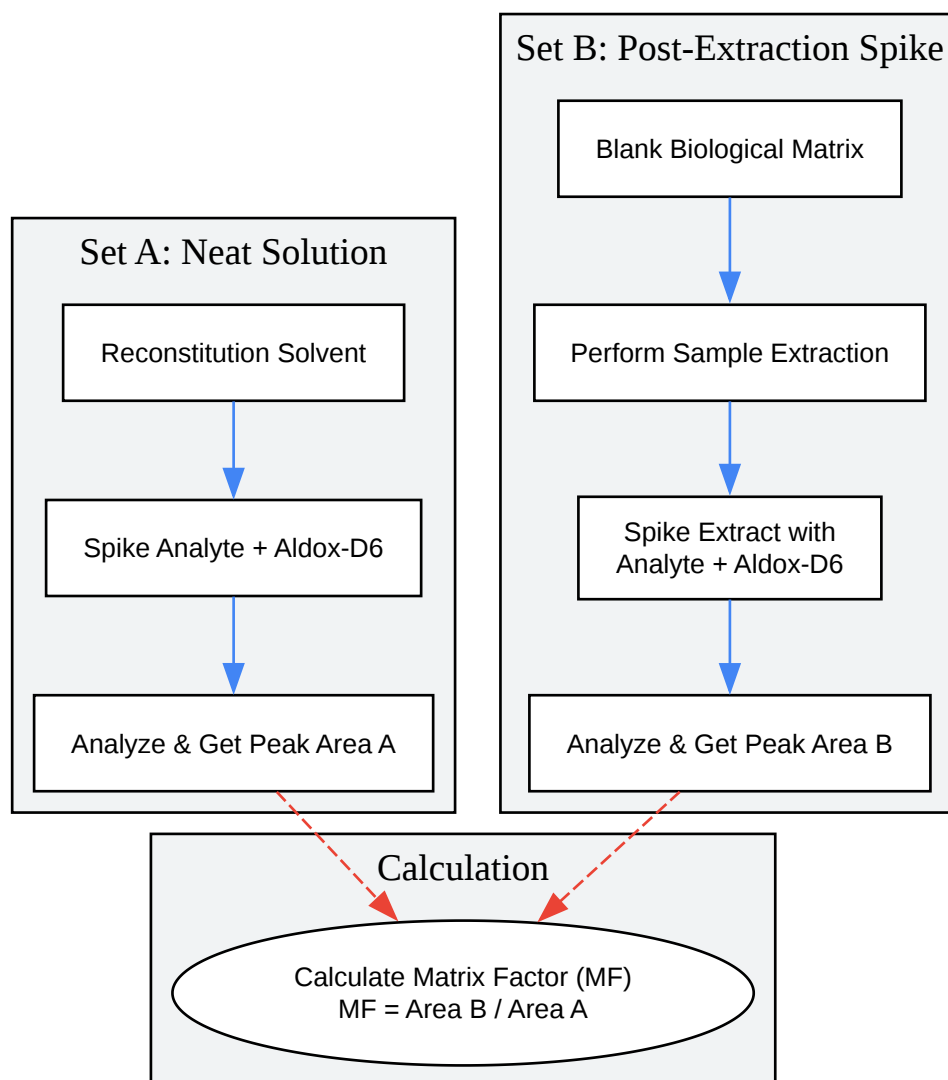 Set A: Neat Solution
Reconstitution Solvent
Spike Analyte + Aldox-D6
Analyze & Get Peak Area A
Set B: Post-Extraction Spike
Blank Biological Matrix
Perform Sample Extraction
Spike Extract with
Analyte + Aldox-D6
Analyze & Get Peak Area B
Calculation
Calculate Matrix Factor (MF)
MF = Area B / Area A